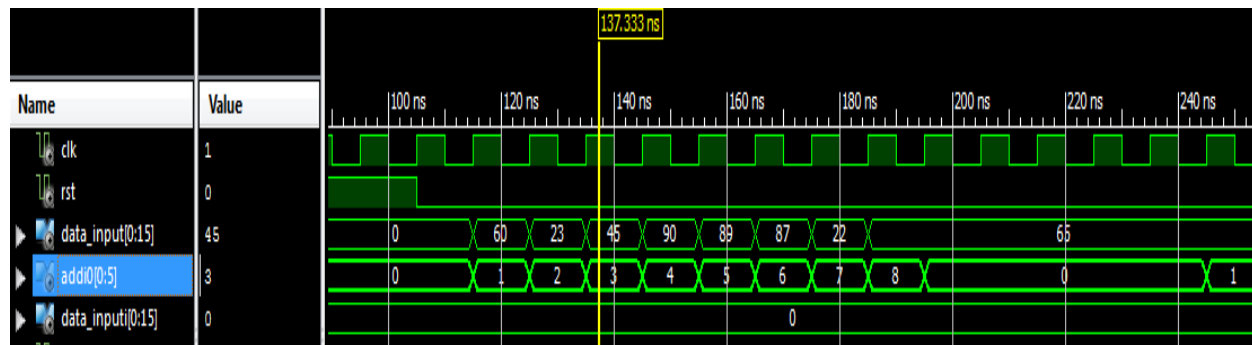 137.333 ns
Name Value 100 ns 120 ns 140 ns 160 ns 180 ns 200 ns 220 ns 240 ns
clk 1
rst 0
data_input[0:15] 45 0 60 23 45 90 89 87 22 65
addi0[0:5] 3 0 1 2 3 4 5 6 7 8 0 1
data_inputi[0:15] 0 0